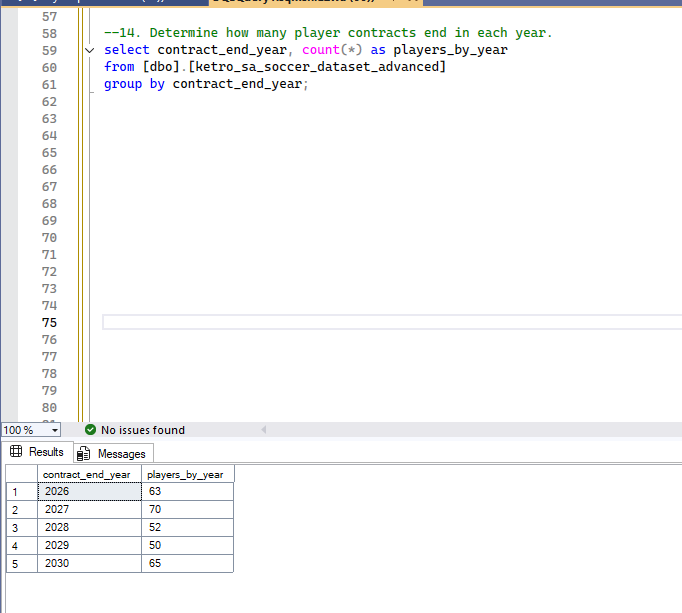 57
58 --14. Determine how many player contracts end in each year.
59 select contract_end_year, count(*) as players_by_year
60 from [dbo].[ketro_sa_soccer_dataset_advanced]
61 group by contract_end_year;
62
63
64
65
66
67
68
69
70
71
72
73
74
75
76
77
78
79
80
100 % No issues found
Results Messages
contract_end_year players_by_year
1 2026 63
2 2027 70
3 2028 52
4 2029 50
5 2030 65